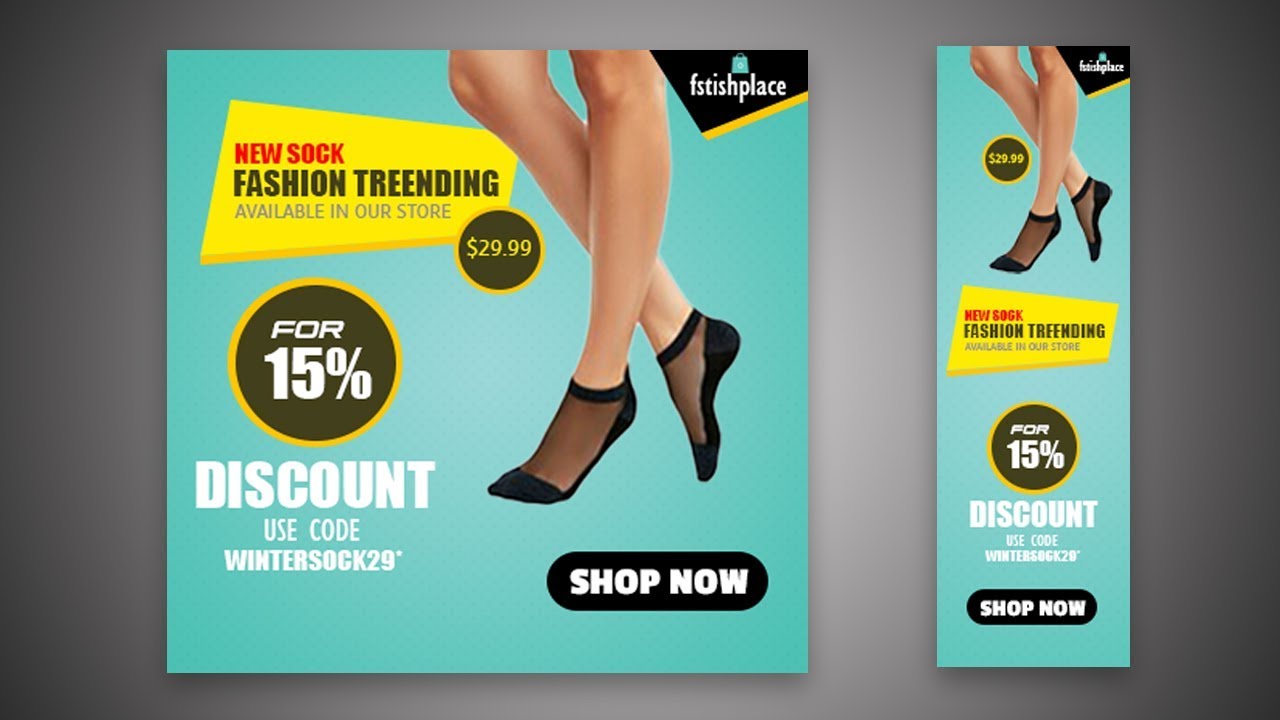 fstishplace
NEW SOCK
FASHION TREENDING
AVAILABLE IN OUR STORE
$29.99
FOR
15%
DISCOUNT
USE CODE
WINTERSOCK29*
SHOP NOW
fstishplace
$29.99
NEW SOCK
FASHION TREENDING
AVAILABLE IN OUR STORE
FOR
15%
DISCOUNT
USE CODE
WINTERSOCK29*
SHOP NOW